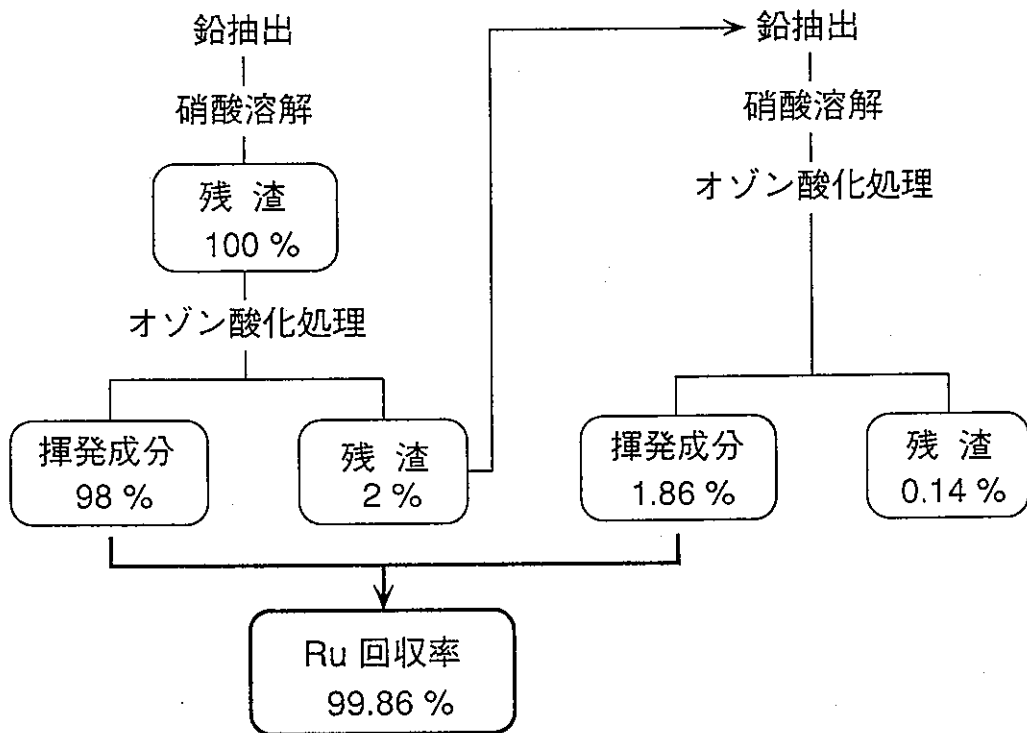 鉛抽出
硝酸溶解
残 渣
100 %
オゾン酸化処理
揮発成分
98 %
残 渣
2 %
鉛抽出
硝酸溶解
オゾン酸化処理
揮発成分
1.86 %
残 渣
0.14 %
Ru 回収率
99.86 %